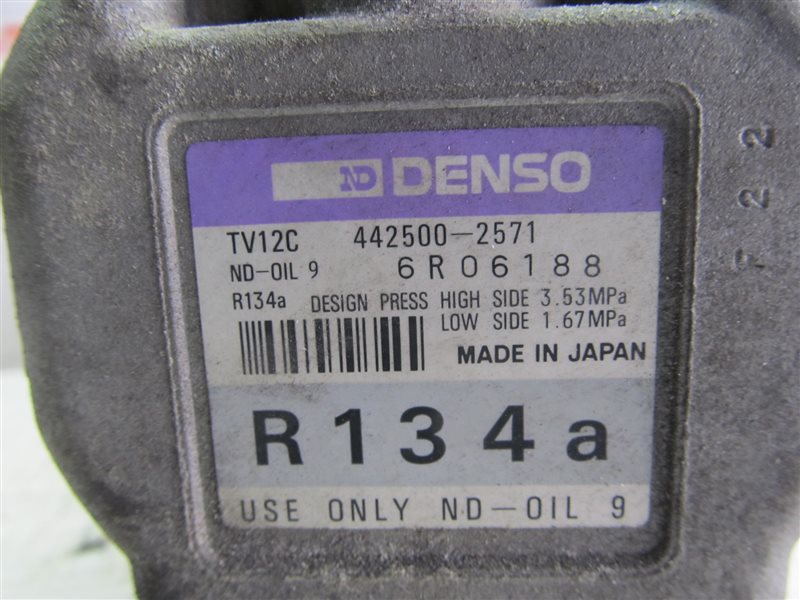 ND DENSO
TV12C 442500-2571
ND-OIL 9 6R06188
R134a DESIGN PRESS HIGH SIDE 3.53MPa
LOW SIDE 1.67MPa
MADE IN JAPAN
R134a
USE ONLY ND-OIL 9
F22